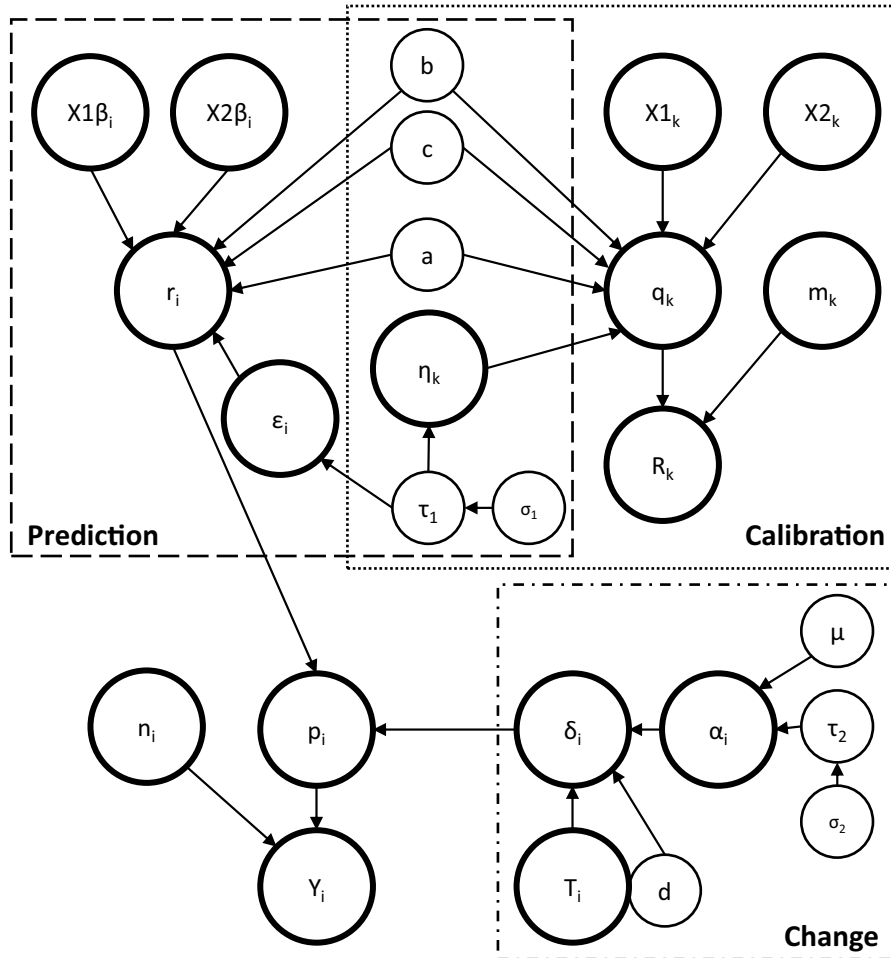 b
X1βᵢ
X2βᵢ
X1ₖ
X2ₖ
c
a
rᵢ
qₖ
mₖ
ηₖ
εᵢ
Rₖ
τ₁
σ₁
Prediction
Calibration
μ
nᵢ
pᵢ
δᵢ
αᵢ
τ₂
σ₂
Yᵢ
Tᵢ
d
Change